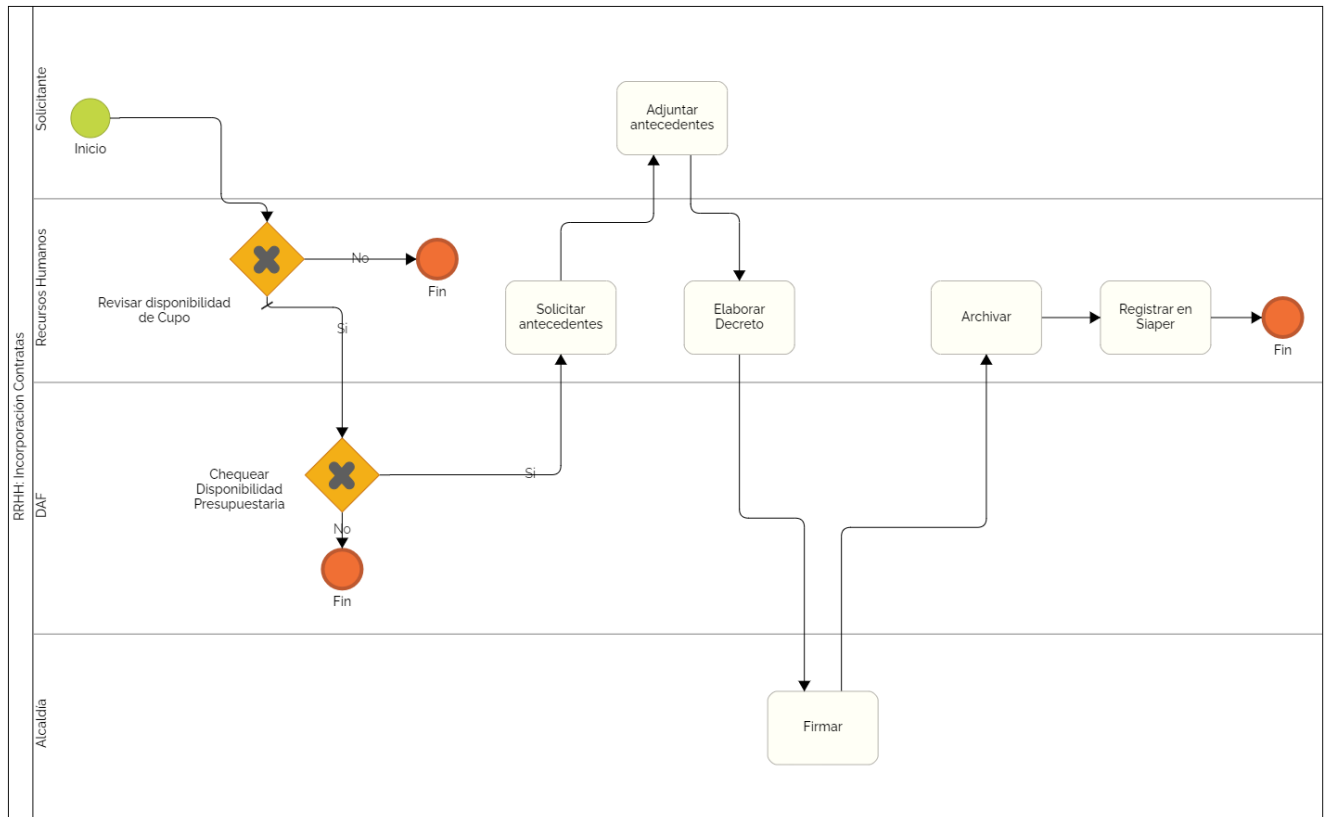 RRHH: Incorporación Contratas
Solicitante
Inicio
Adjuntar
antecedentes
Recursos Humanos
Revisar disponibilidad
de Cupo
No
Fin
Si
Solicitar
antecedentes
Elaborar
Decreto
Archivar
Registrar en
Siaper
Fin
DAF
Chequear
Disponibilidad
Presupuestaria
Si
No
Fin
Alcaldía
Firmar